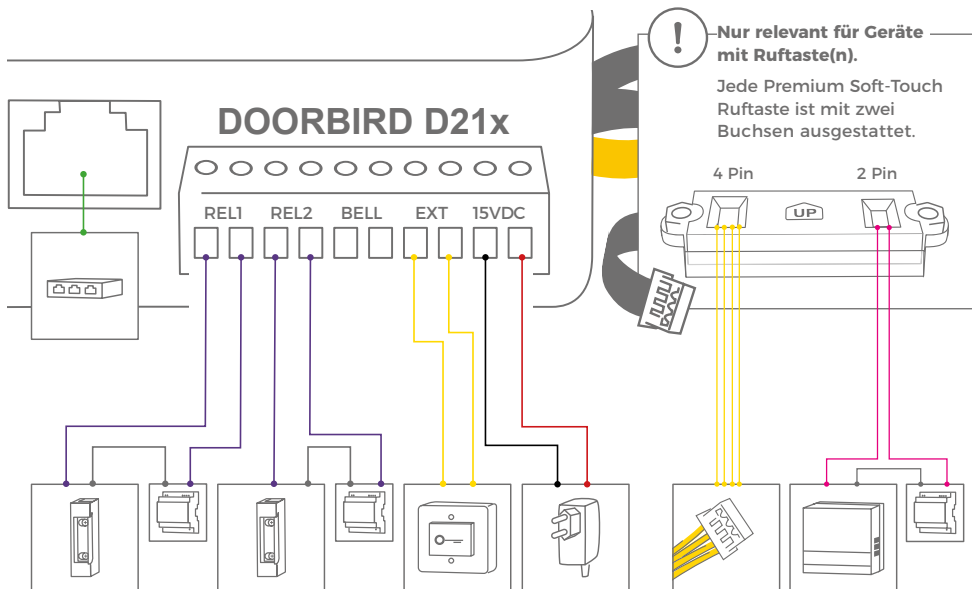 Nur relevant für Geräte
mit Ruftaste(n).
Jede Premium Soft-Touch
Ruftaste ist mit zwei
Buchsen ausgestattet.
DOORBIRD D21x
4 Pin 2 Pin
UP
REL1 REL2 BELL EXT 15VDC